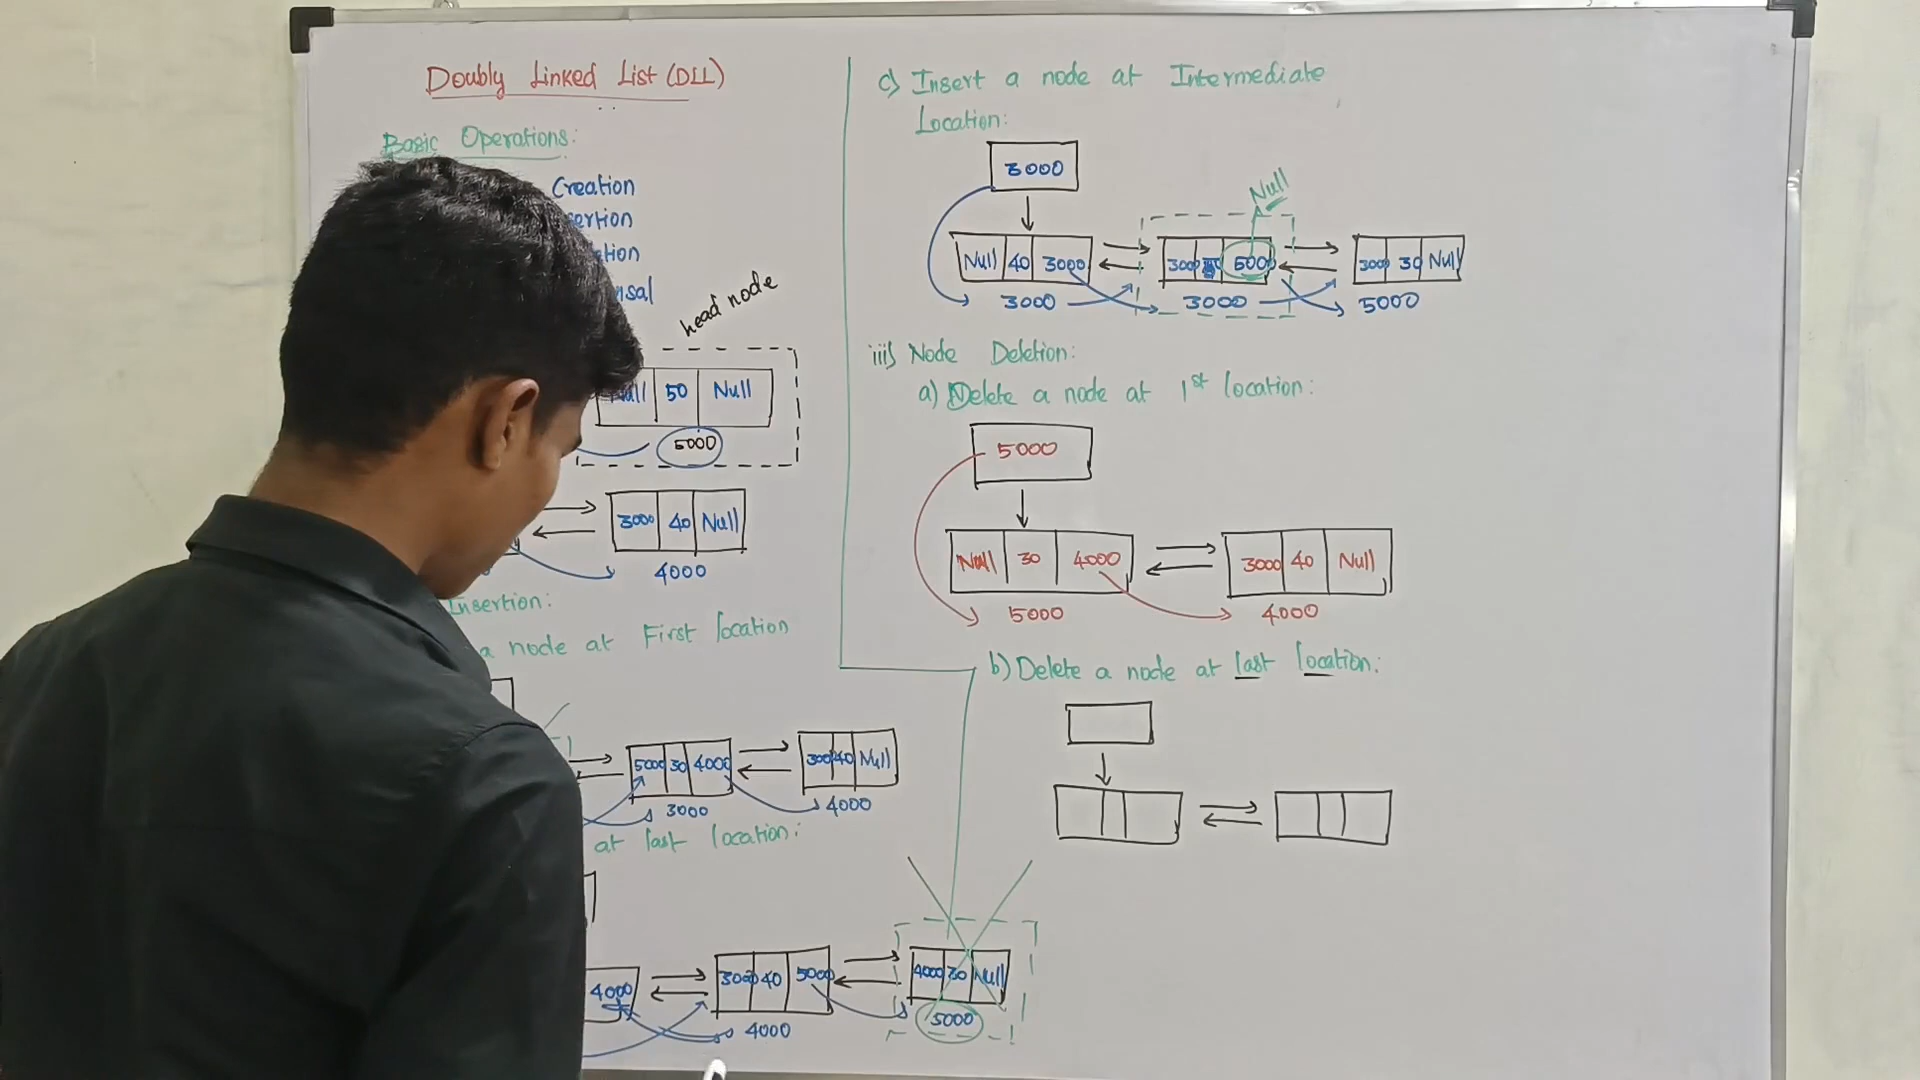 Doubly Linked List (DLL)
Basic Operations:
Creation
sertion
tion
sal
head node
Null 50 Null
5000
3000 40 Null
4000
Insertion:
a node at First location
5000 30 4000
300 40 Null
3000
4000
at last location:
4000
3000 40 5000
4000 30 Null
4000
5000
c) Insert a node at Intermediate
Location:
3000
Null
Null 40 3000
3000 5000
3000 30 Null
3000
3000
5000
iii) Node Deletion:
a) Delete a node at 1st location:
5000
Null 30 4000
3000 40 Null
5000
4000
b) Delete a node at last location: